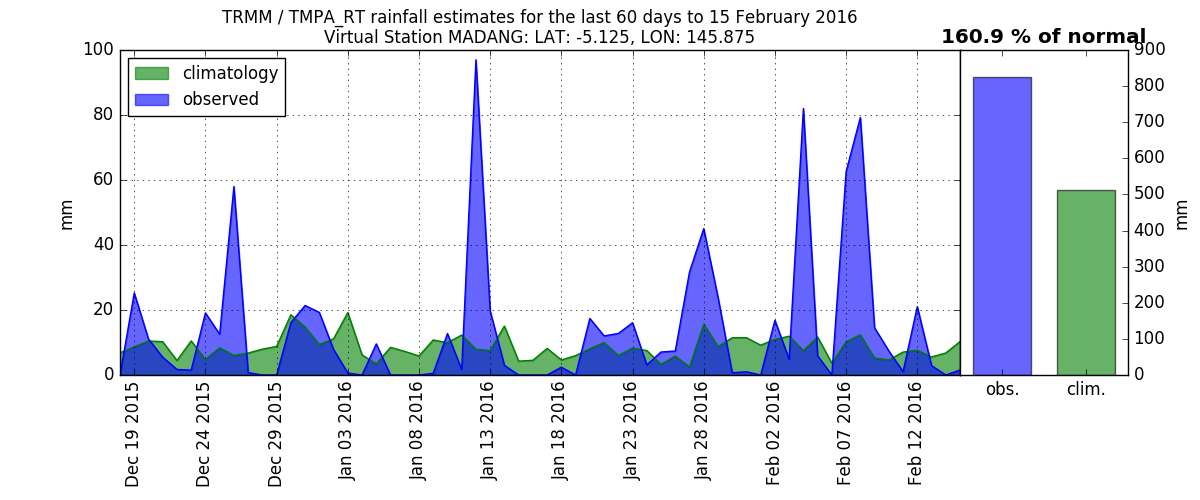 TRMM / TMPA_RT rainfall estimates for the last 60 days to 15 February 2016
Virtual Station MADANG: LAT: -5.125, LON: 145.875
160.9 % of normal
climatology
observed
100
80
60
40
20
0
mm
Dec 19 2015
Dec 24 2015
Dec 29 2015
Jan 03 2016
Jan 08 2016
Jan 13 2016
Jan 18 2016
Jan 23 2016
Jan 28 2016
Feb 02 2016
Feb 07 2016
Feb 12 2016
900
800
700
600
500
400
300
200
100
0
mm
obs.
clim.